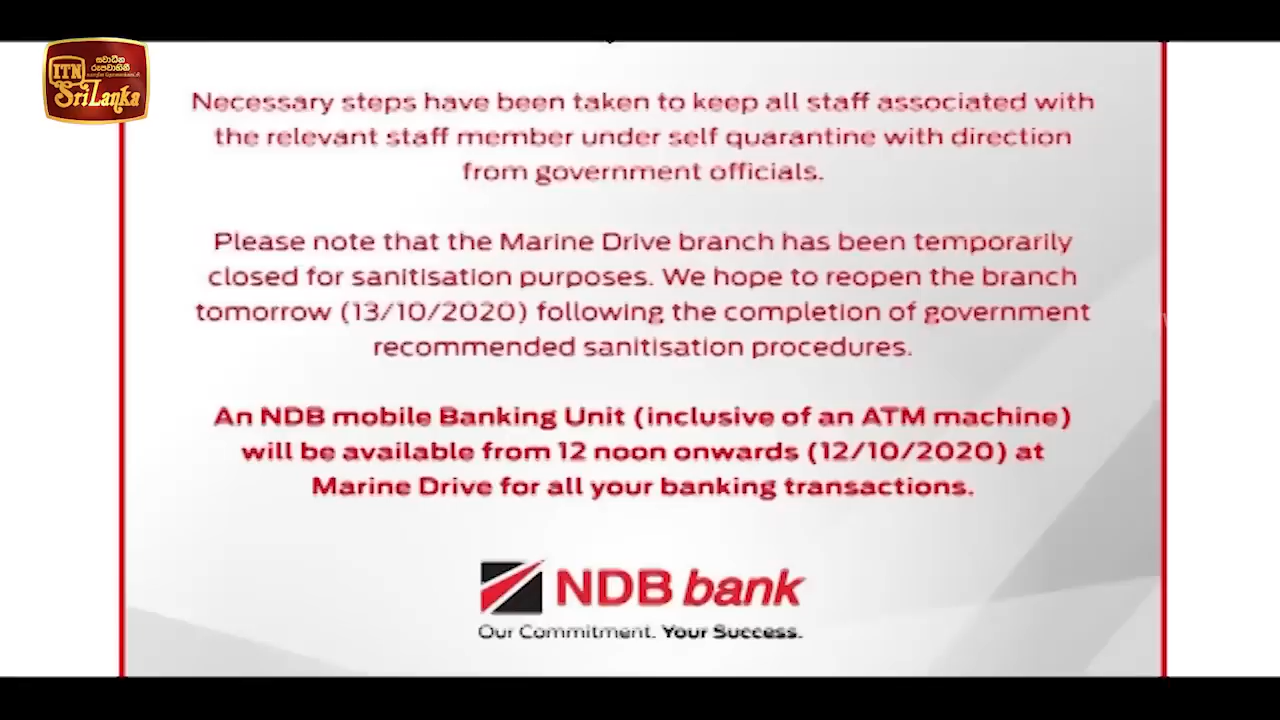 ITN
ස්වාධීන
රූපවාහිනී
Sri Lanka
Necessary steps have been taken to keep all staff associated with
the relevant staff member under self quarantine with direction
from government officials.
Please note that the Marine Drive branch has been temporarily
closed for sanitisation purposes. We hope to reopen the branch
tomorrow (13/10/2020) following the completion of government
recommended sanitisation procedures.
An NDB mobile Banking Unit (inclusive of an ATM machine)
will be available from 12 noon onwards (12/10/2020) at
Marine Drive for all your banking transactions.
NDB bank
Our Commitment. Your Success.